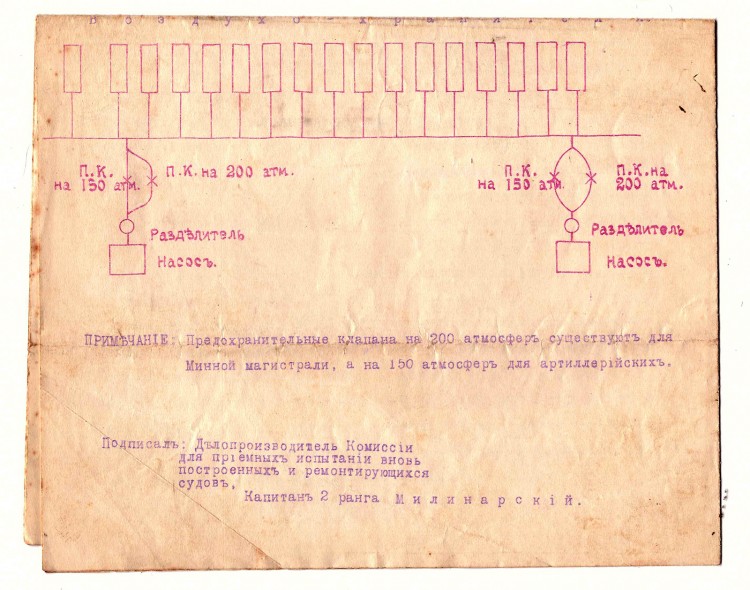 Воздухохранители
П.К.
на 150 атм.
П.К. на 200 атм.
Раздѣлитель
Насосъ.
П.К.
на 150 атм.
П.К. на
200 атм.
Раздѣлитель
Насосъ.
ПРИМѢЧАНІЕ: Предохранительные клапана на 200 атмосферъ существуютъ для
Минной магистрали, а на 150 атмосферъ для артиллерійскихъ.
Подписалъ: Дѣлопроизводитель Комиссіи
для пріемныхъ испытаніи вновь
построенныхъ и ремонтирующихся
судовъ,
Капитанъ 2 ранга Милинарскій.